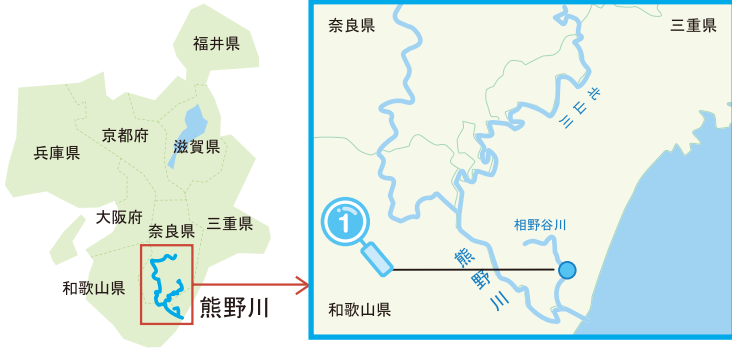 福井県
京都府
兵庫県
滋賀県
大阪府
奈良県
三重県
和歌山県
熊野川
奈良県
三重県
北山川
1
相野谷川
熊野川
和歌山県